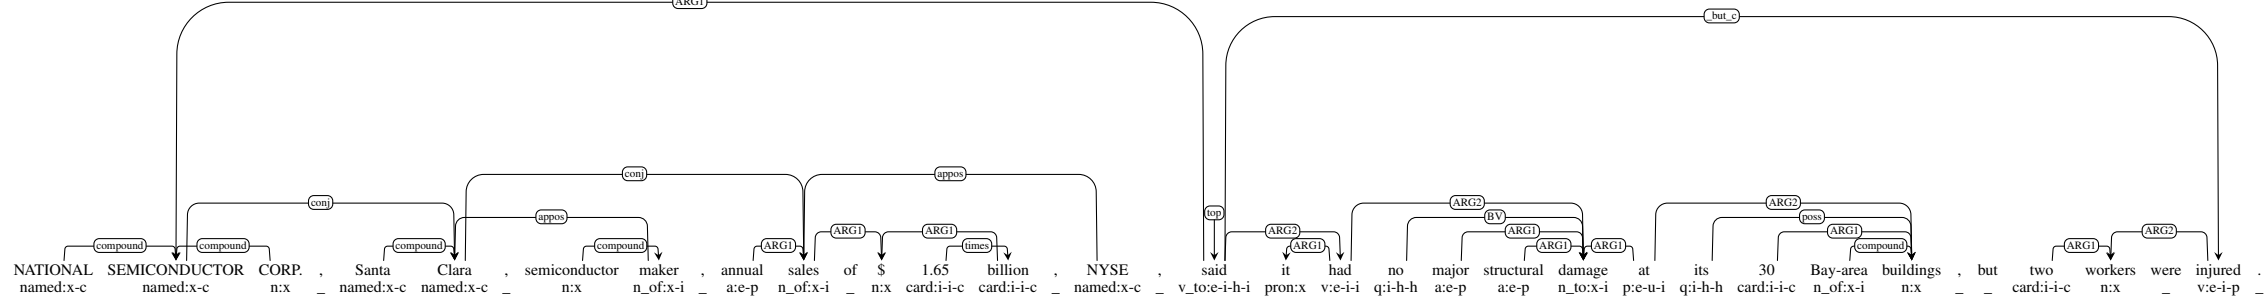 ARG1
_but_c
conj appos
conj top ARG2 ARG2
appos BV poss
ARG1 ARG1 ARG2 ARG1 ARG1 ARG2
compound compound compound compound ARG1 times ARG1 ARG1 ARG1 compound ARG1
NATIONAL SEMICONDUCTOR CORP. , Santa Clara , semiconductor maker , annual sales of $ 1.65 billion , NYSE , said it had no major structural damage at its 30 Bay-area buildings , but two workers were injured .
named:x-c named:x-c n:x _ named:x-c named:x-c _ n:x n_of:x-i _ a:e-p n_of:x-i _ n:x card:i-i-c card:i-i-c _ named:x-c _ v_to:e-i-h-i pron:x v:e-i-i q:i-h-h a:e-p a:e-p n_to:x-i p:e-u-i q:i-h-h card:i-i-c n_of:x-i n:x _ _ card:i-i-c n:x _ v:e-i-p _